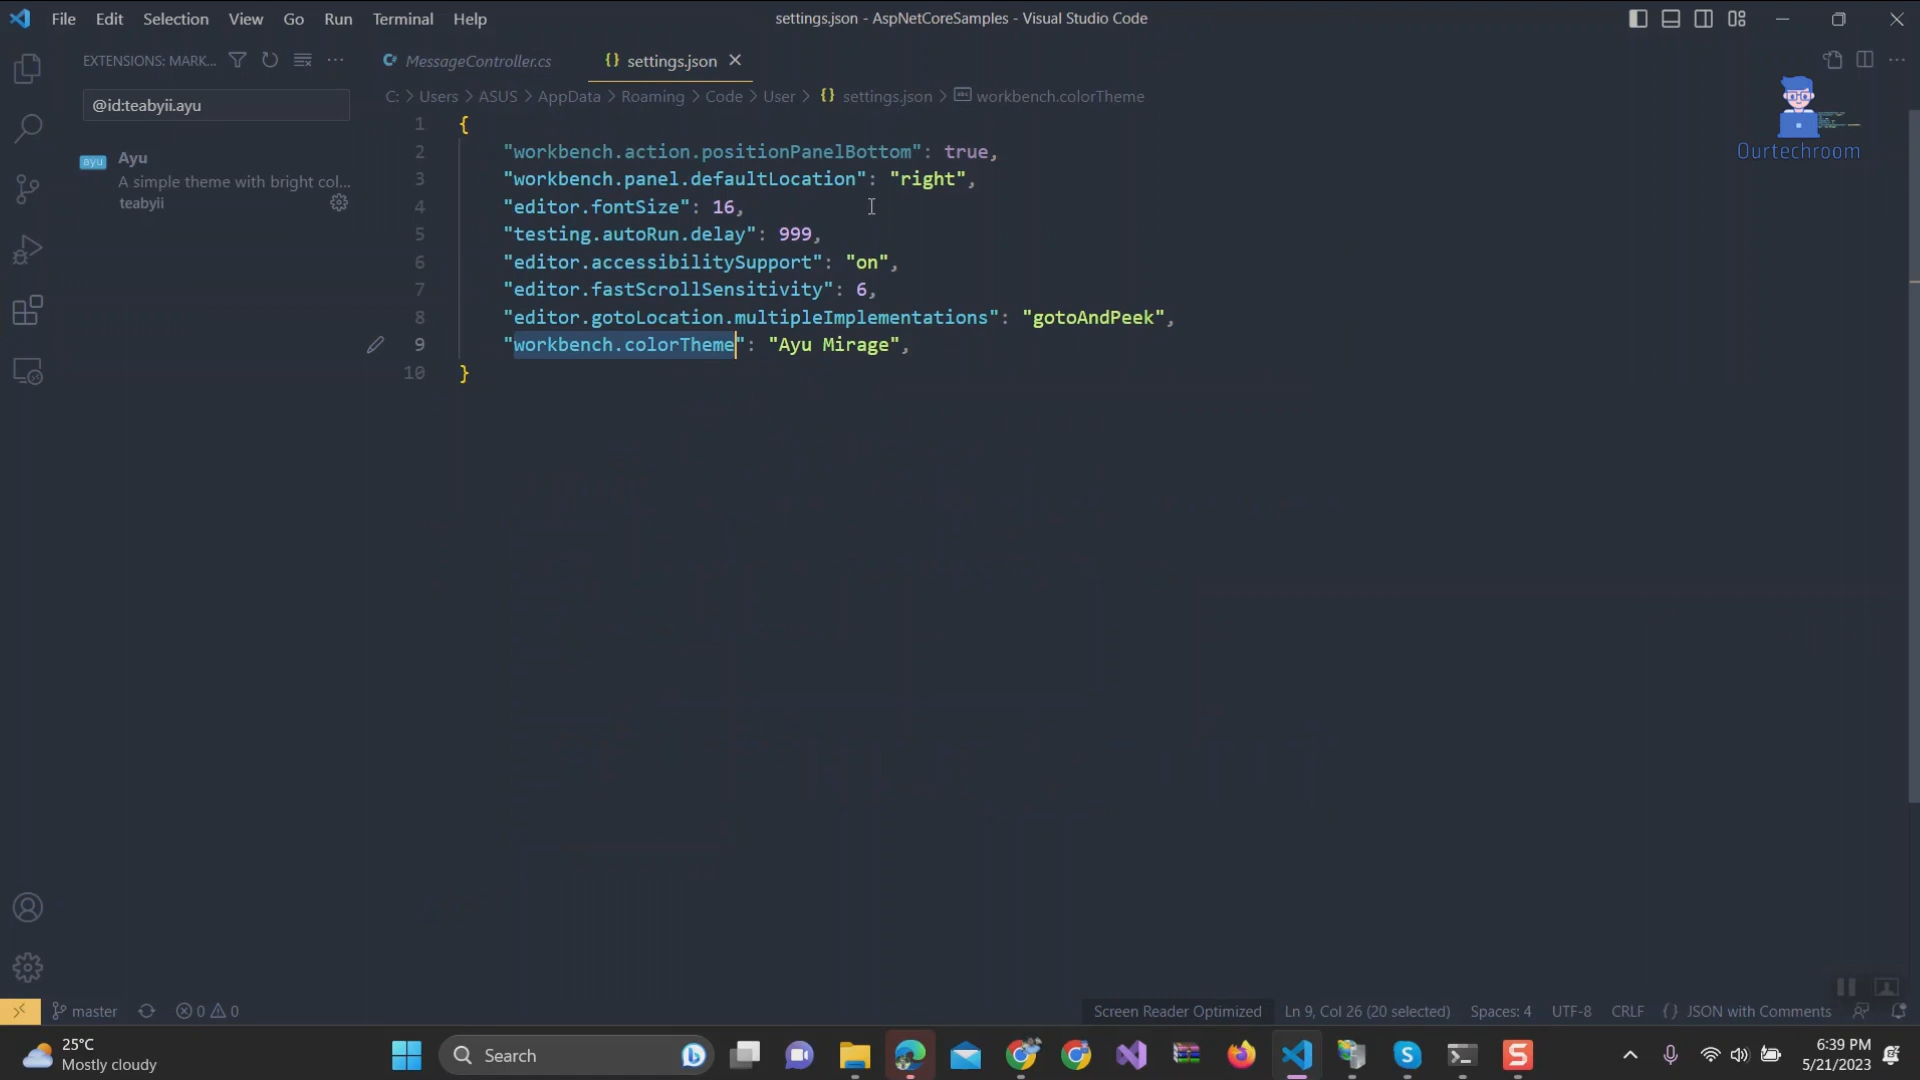 File Edit Selection View Go Run Terminal Help
settings.json - AspNetCoreSamples - Visual Studio Code
EXTENSIONS: MARK...
MessageController.cs
{} settings.json
@id:teabyii.ayu
C: > Users > ASUS > AppData > Roaming > Code > User > {} settings.json > workbench.colorTheme
ayu
Ayu
A simple theme with bright col...
teabyii
1 {
2 "workbench.action.positionPanelBottom": true,
3 "workbench.panel.defaultLocation": "right",
4 "editor.fontSize": 16,
5 "testing.autoRun.delay": 999,
6 "editor.accessibilitySupport": "on",
7 "editor.fastScrollSensitivity": 6,
8 "editor.gotoLocation.multipleImplementations": "gotoAndPeek",
9 "workbench.colorTheme": "Ayu Mirage",
10 }
Ourtechroom
master 0 0
Screen Reader Optimized Ln 9, Col 26 (20 selected) Spaces: 4 UTF-8 CRLF {} JSON with Comments
25°C
Mostly cloudy
Search
6:39 PM
5/21/2023